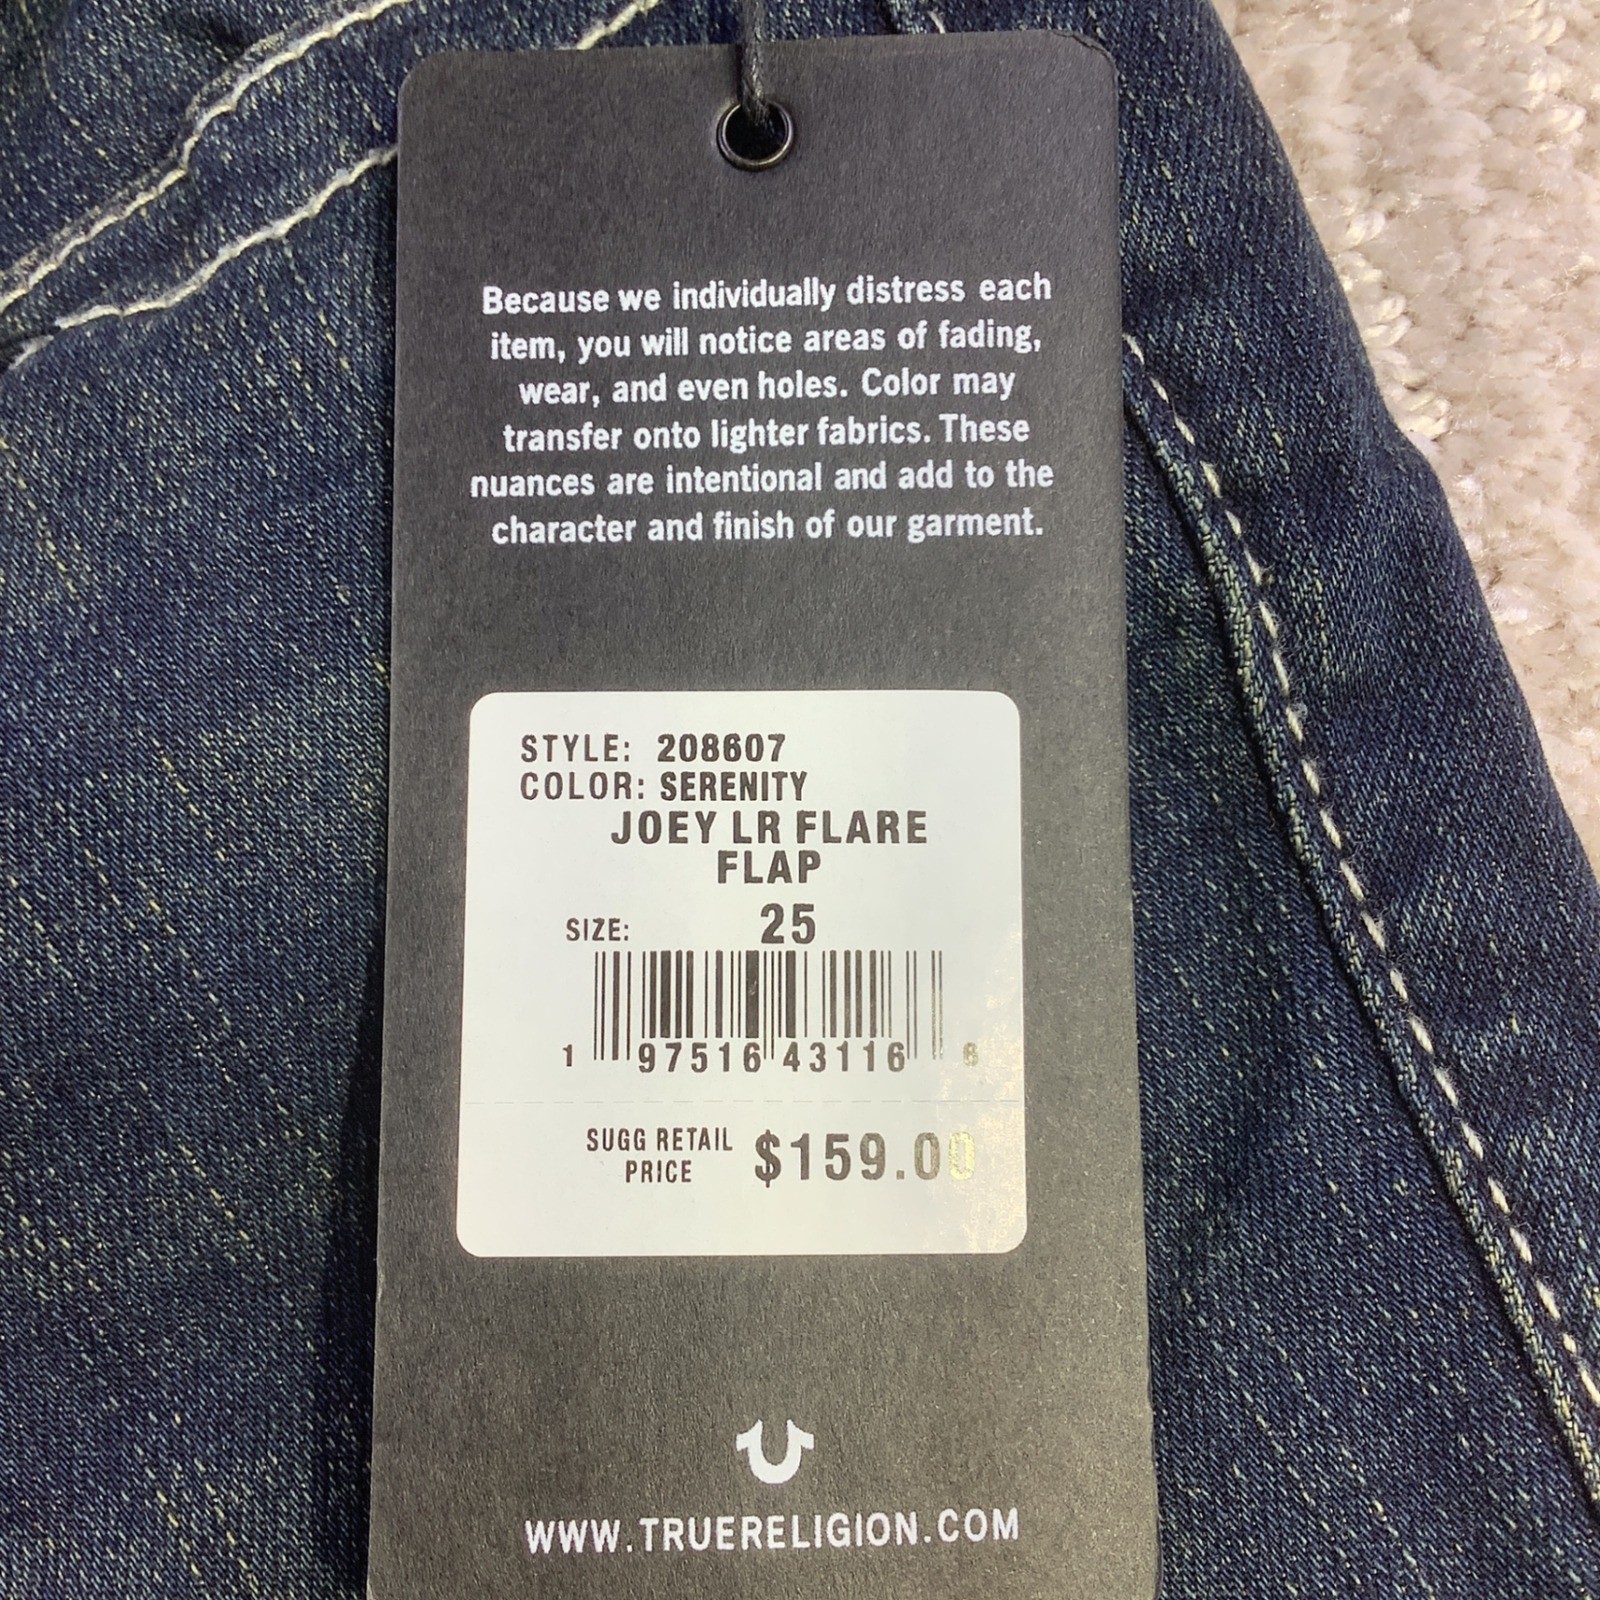 Because we individually distress each
item, you will notice areas of fading,
wear, and even holes. Color may
transfer onto lighter fabrics. These
nuances are intentional and add to the
character and finish of our garment.
STYLE: 208607
COLOR: SERENITY
JOEY LR FLARE
FLAP
SIZE: 25
1 97516 43116 6
SUGG RETAIL
PRICE $159.00
WWW.TRUERELIGION.COM